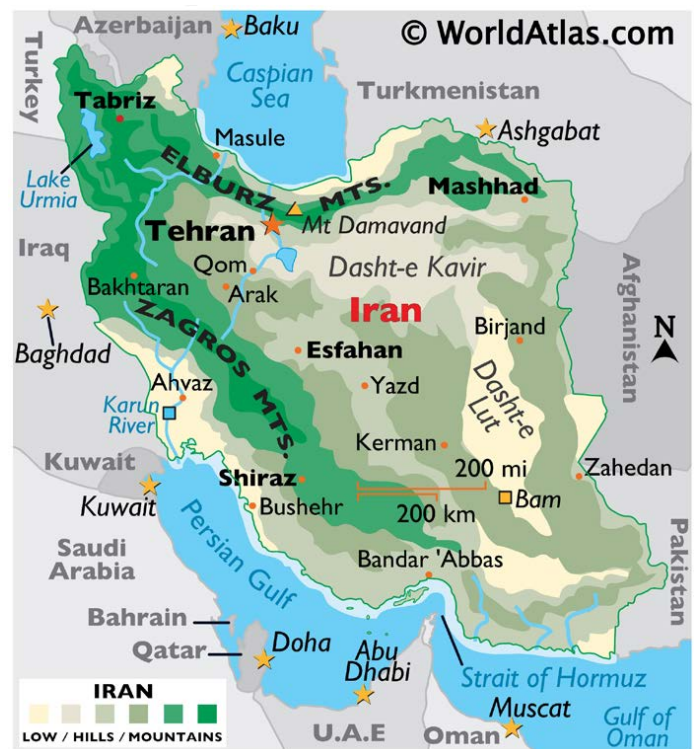 Azerbaijan
Baku
© WorldAtlas.com
Turkey
Caspian
Sea
Turkmenistan
Tabriz
Masule
Ashgabat
Lake
Urmia
ELBURZ MTS.
Mashhad
Tehran
Mt Damavand
Iraq
Qom
Dasht-e Kavir
Afghanistan
Bakhtaran
Arak
Iran
ZAGROS MTS.
Birjand
N
Baghdad
Esfahan
Ahvaz
Yazd
Dasht-e
Lut
Karun
River
Kerman
Kuwait
200 mi
Zahedan
Shiraz
Kuwait
Bushehr
200 km
Bam
Persian Gulf
Saudi
Arabia
Pakistan
Bandar 'Abbas
Bahrain
Qatar
Doha
Abu
Dhabi
Strait of Hormuz
IRAN
Muscat
LOW / HILLS / MOUNTAINS
U.A.E
Oman
Gulf of
Oman